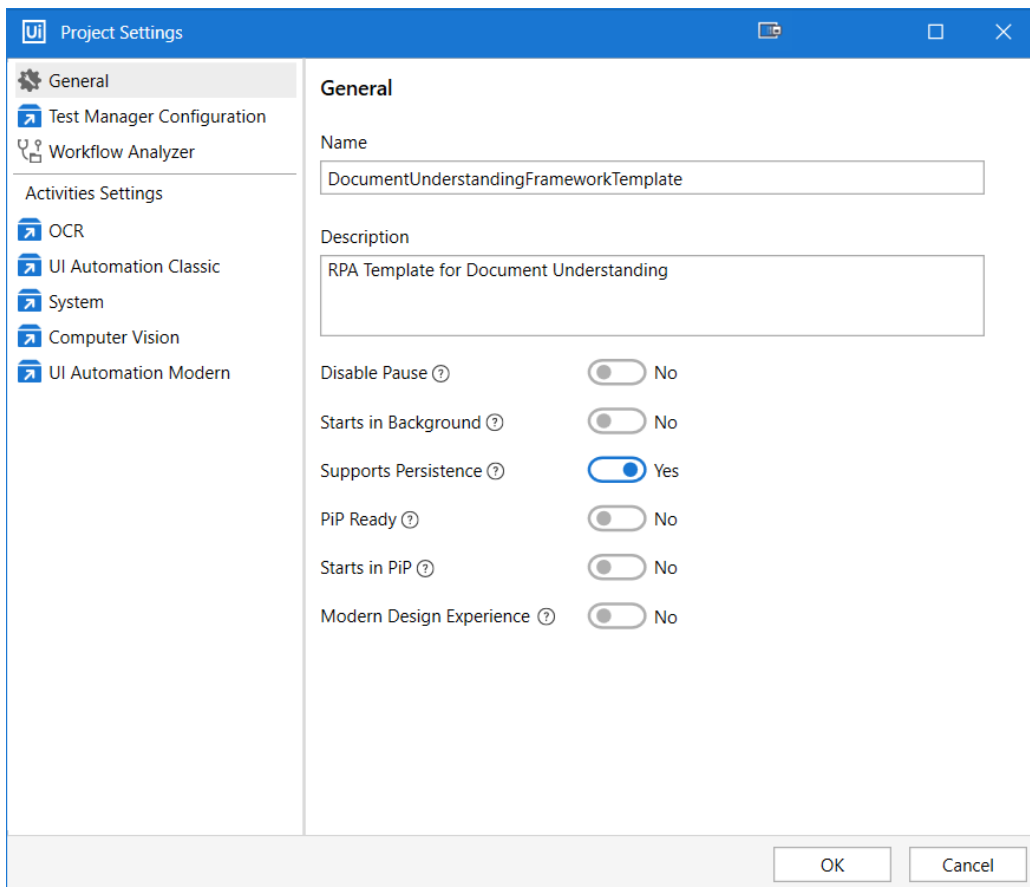 Ui Project Settings
General
Test Manager Configuration
Workflow Analyzer
Activities Settings
OCR
UI Automation Classic
System
Computer Vision
UI Automation Modern
General
Name
DocumentUnderstandingFrameworkTemplate
Description
RPA Template for Document Understanding
Disable Pause ? No
Starts in Background ? No
Supports Persistence ? Yes
PiP Ready ? No
Starts in PiP ? No
Modern Design Experience ? No
OK Cancel